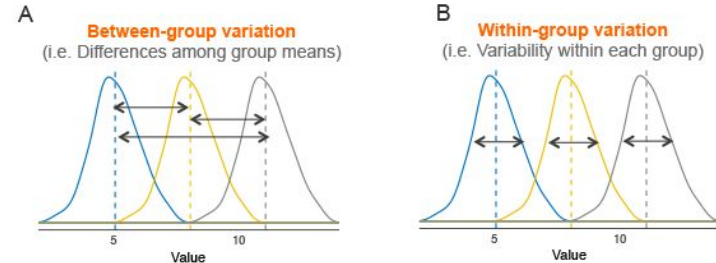 A
Between-group variation
(i.e. Differences among group means)
5
10
Value
B
Within-group variation
(i.e. Variability within each group)
5
10
Value